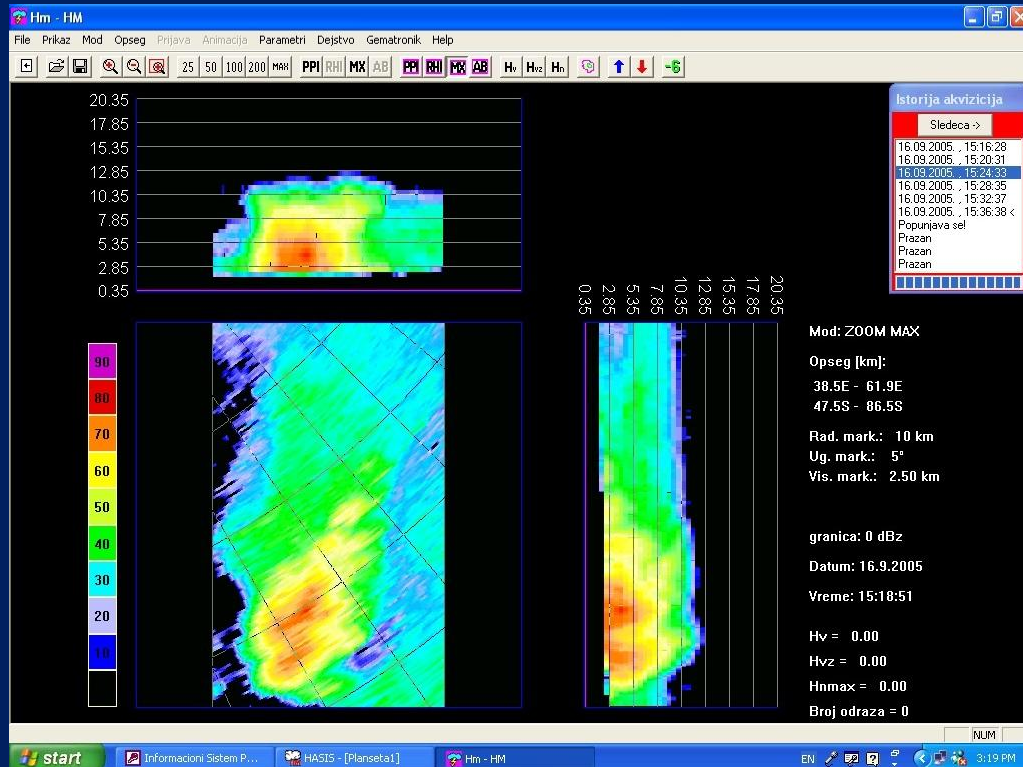 Hm - HM
File Prikaz Mod Opseg Prijava Animacija Parametri Dejstvo Gematronik Help
25 50 100 200 MAX PPI RHI MX AB PPI RHI MX AB Hv Hvz Hn -6
Istorija akvizicija
Sledeca ->
16.09.2005. , 15:16:28
16.09.2005. , 15:20:31
16.09.2005. , 15:24:33
16.09.2005. , 15:28:35
16.09.2005. , 15:32:37
16.09.2005. , 15:36:38 <
Popunjava se!
Prazan
Prazan
Prazan
20.35
17.85
15.35
12.85
10.35
7.85
5.35
2.85
0.35
0.35 2.85 5.35 7.85 10.35 12.85 15.35 17.85 20.35
90
80
70
60
50
40
30
20
10
Mod: ZOOM MAX
Opseg [km]:
38.5E - 61.9E
47.5S - 86.5S
Rad. mark.: 10 km
Ug. mark.: 5°
Vis. mark.: 2.50 km
granica: 0 dBz
Datum: 16.9.2005
Vreme: 15:18:51
Hv = 0.00
Hvz = 0.00
Hnmax = 0.00
Broj odraza = 0
NUM
start
Informacioni Sistem P...
HASIS - [Planseta1]
Hm - HM
EN
3:19 PM